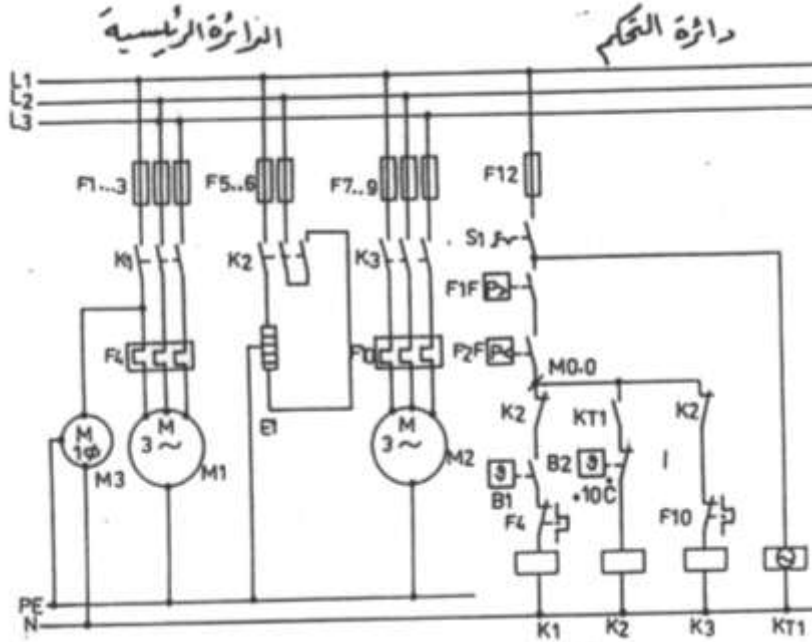 الدائرة الرئيسية
دائرة التحكم
L1
L2
L3
F1...3
F5..6
F7..9
F12
S1
K1
K2
K3
F1F P>
F4
F2F P<
M0.0
K2
KT1
K2
E1
M
1Φ
M3
M
3~
M1
M
3~
M2
ϑ
B1
B2
ϑ
+10C°
F4
F10
PE
N
K1
K2
K3
KT1